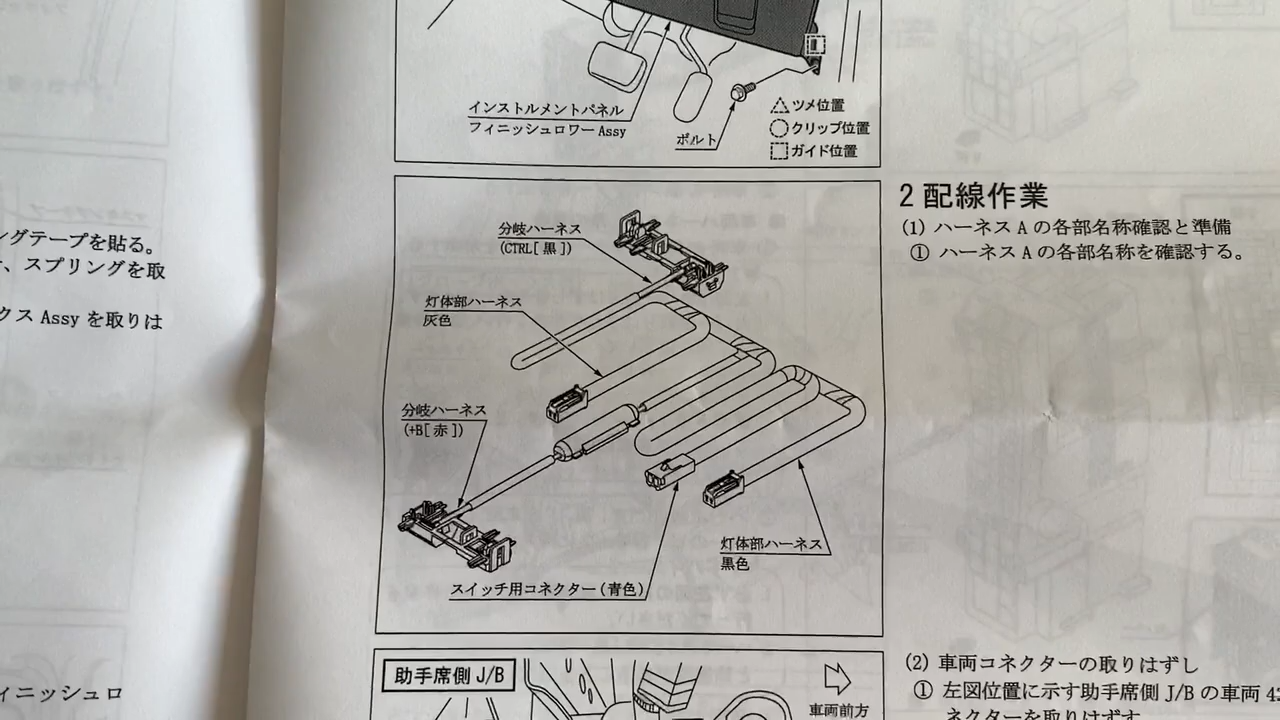 ングテープを貼る。
、スプリングを取
クス Assy を取りは
ィニッシュロ
インストルメントパネル
フィニッシュロワー Assy
ボルト
ツメ位置
クリップ位置
ガイド位置
分岐ハーネス
(CTRL[ 黒 ])
灯体部ハーネス
灰色
分岐ハーネス
(+B[ 赤 ])
灯体部ハーネス
黒色
スイッチ用コネクター ( 青色 )
助手席側 J/B
車両前方
2 配線作業
(1) ハーネス A の各部名称確認と準備
① ハーネス A の各部名称を確認する。
(2) 車両コネクターの取りはずし
① 左図位置に示す助手席側 J/B の車両
ネクターを取りはずす